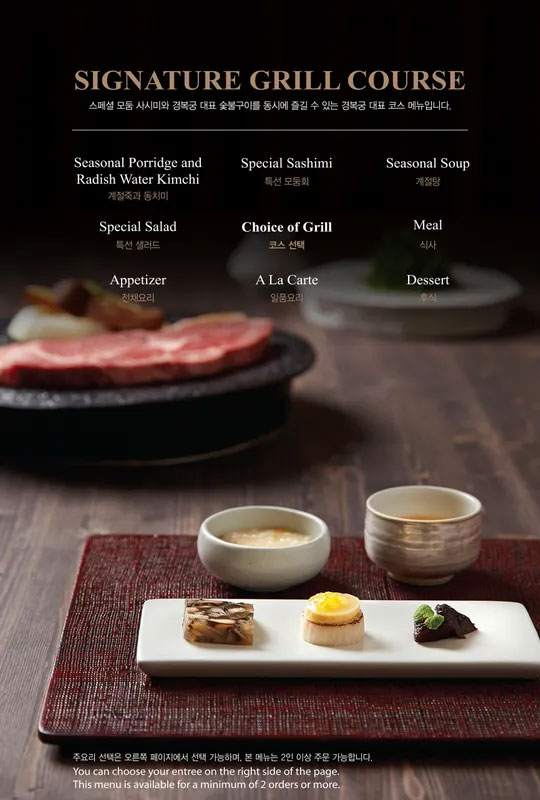 SIGNATURE GRILL COURSE
스페셜 모둠 사시미와 경복궁 대표 숯불구이를 동시에 즐길 수 있는 경복궁 대표 코스 메뉴입니다.
Seasonal Porridge and
Radish Water Kimchi
계절죽과 동치미
Special Salad
특선 샐러드
Appetizer
전채요리
Special Sashimi
특선 모둠회
Choice of Grill
코스 선택
A La Carte
일품요리
Seasonal Soup
계절탕
Meal
식사
Dessert
후식
주요리 선택은 오른쪽 페이지에서 선택 가능하며, 본 메뉴는 2인 이상 주문 가능합니다.
You can choose your entree on the right side of the page.
This menu is available for a minimum of 2 orders or more.